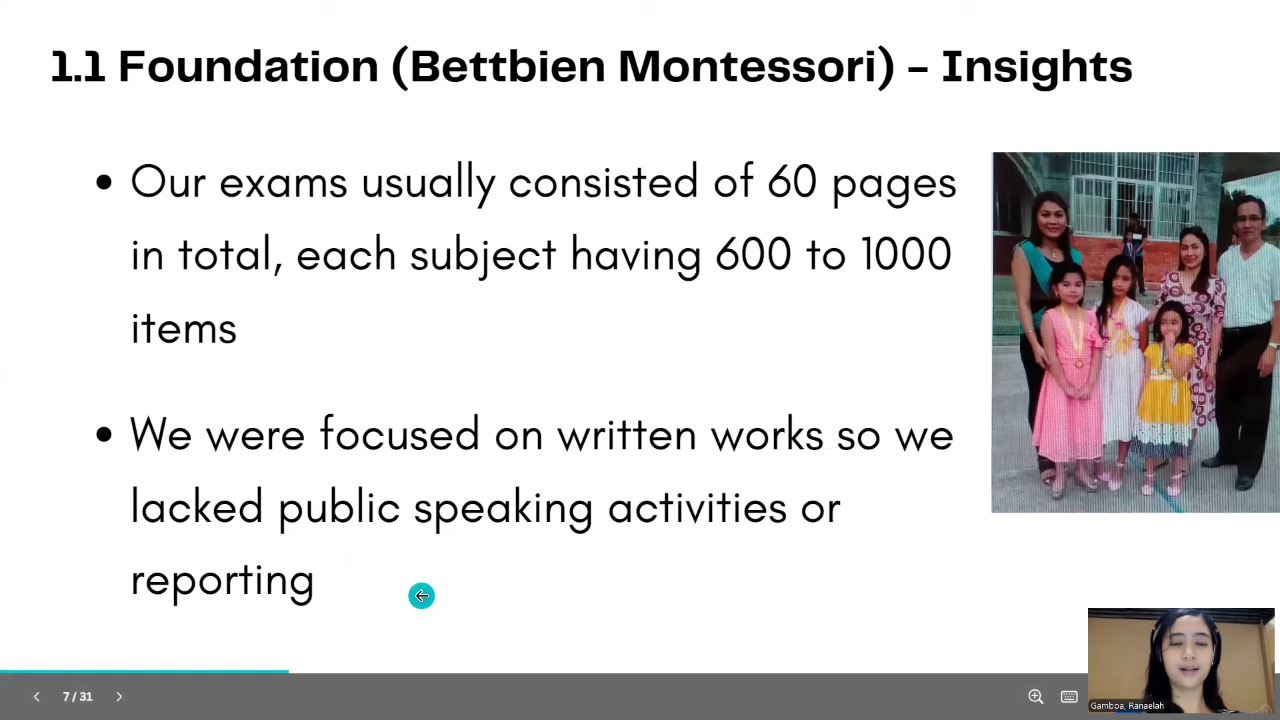 1.1 Foundation (Bettbien Montessori) - Insights
• Our exams usually consisted of 60 pages
in total, each subject having 600 to 1000
items
• We were focused on written works so we
lacked public speaking activities or
reporting
7 / 31
Gamboa, Ranaelah